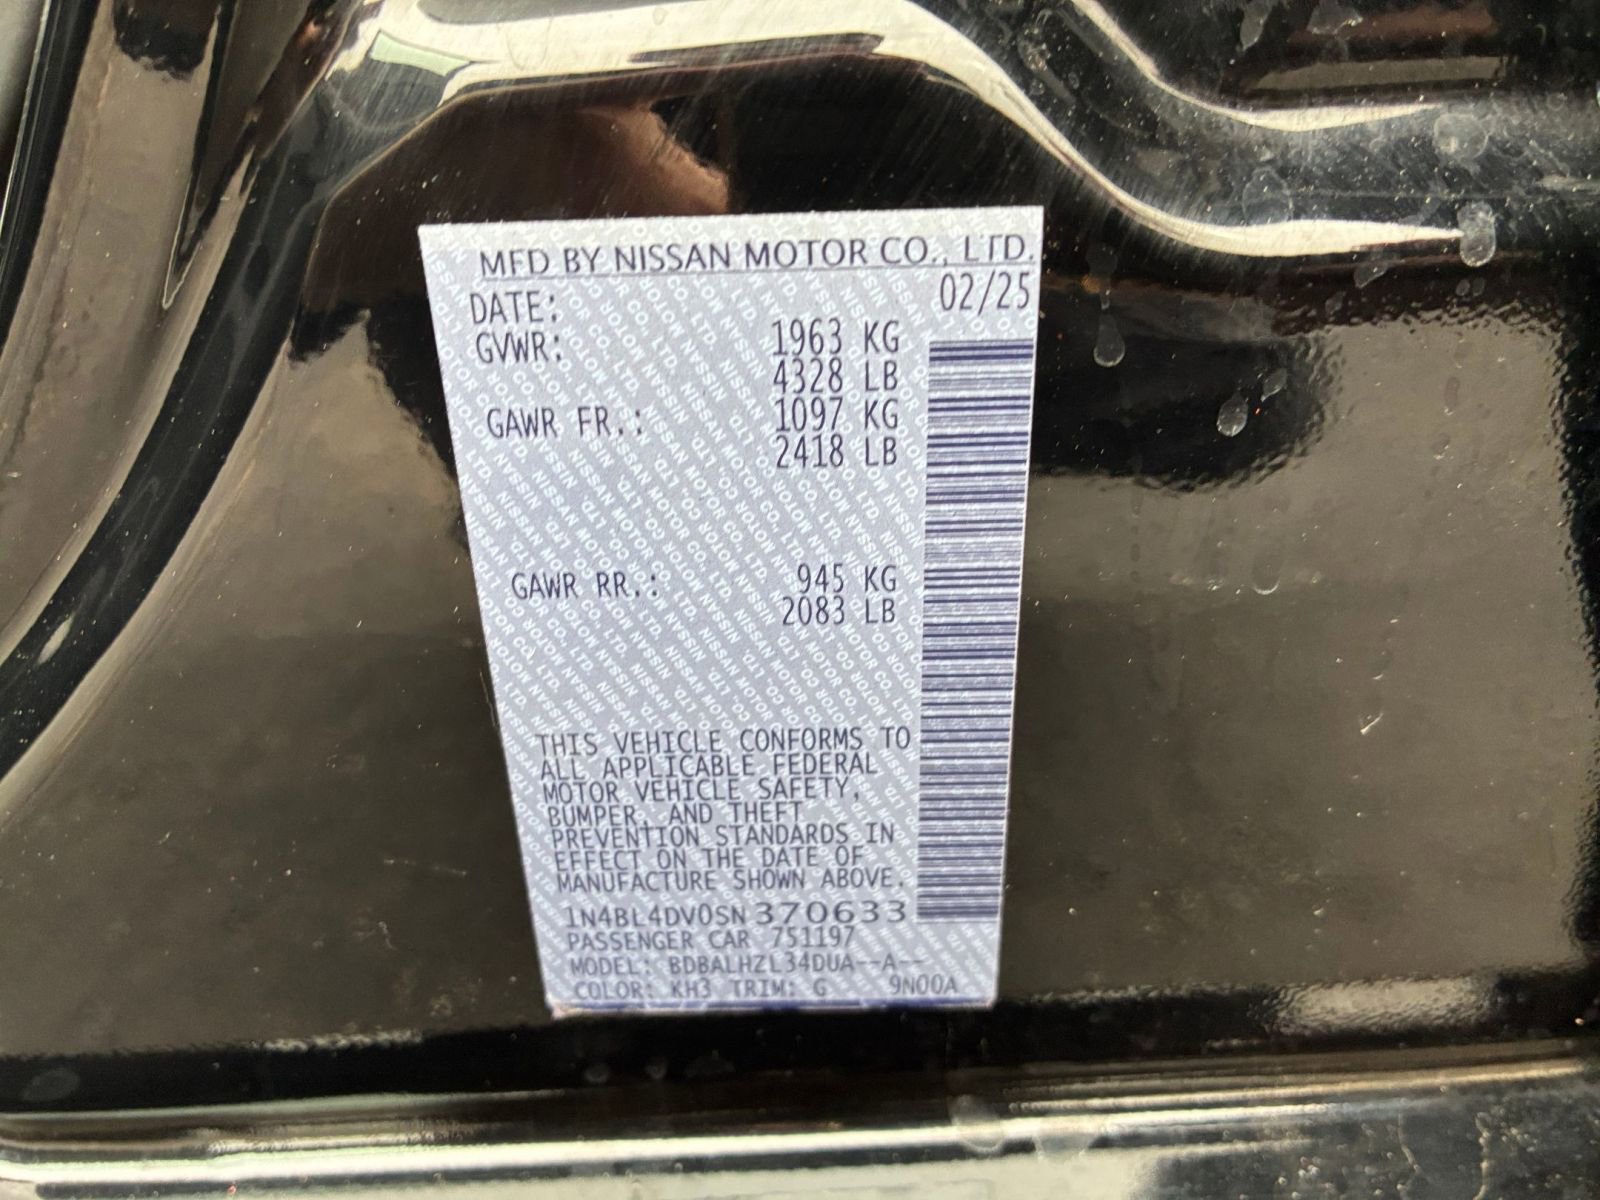 MFD BY NISSAN MOTOR CO., LTD.
DATE: 02/25
GVWR: 1963 KG
4328 LB
GAWR FR.: 1097 KG
2418 LB
GAWR RR.: 945 KG
2083 LB
THIS VEHICLE CONFORMS TO
ALL APPLICABLE FEDERAL
MOTOR VEHICLE SAFETY,
BUMPER, AND THEFT
PREVENTION STANDARDS IN
EFFECT ON THE DATE OF
MANUFACTURE SHOWN ABOVE.
1N4BL4DV0SN370633
PASSENGER CAR 751197
MODEL: BDBALHZL34DUA--A--
COLOR: KH3 TRIM: G 9N00A